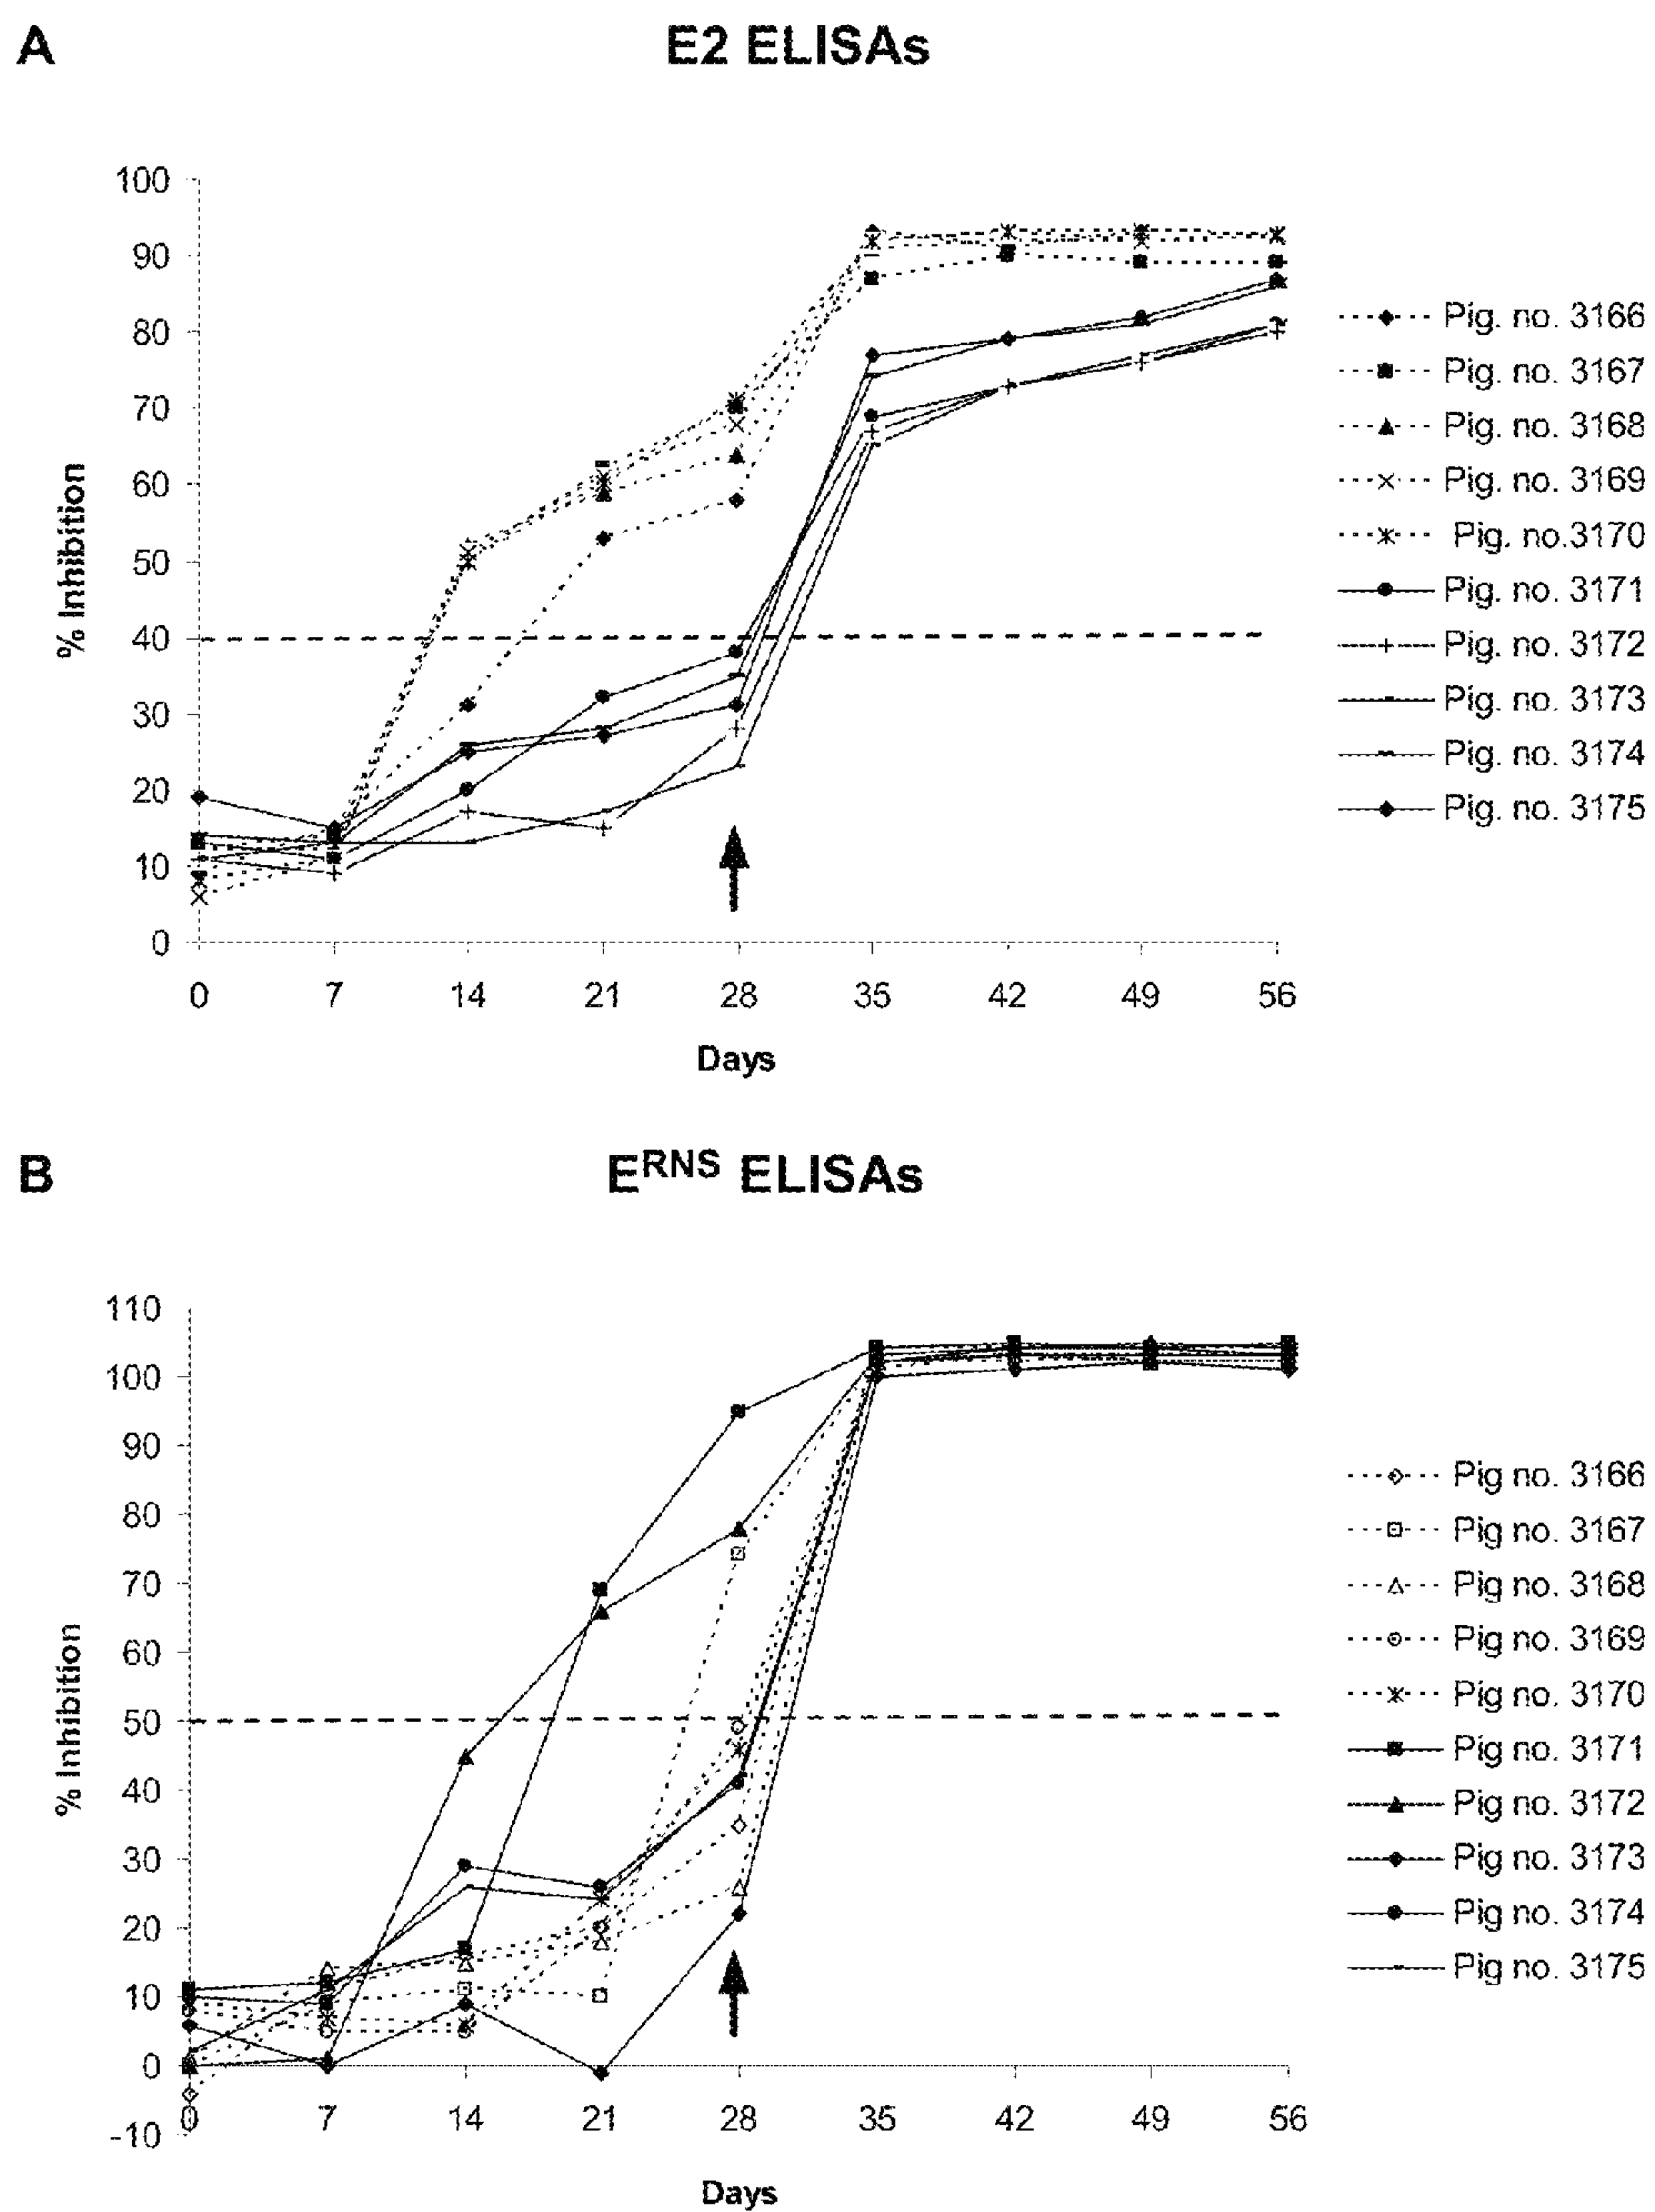 A
E2 ELISAs
100
90
80
70
60
50
40
30
20
10
0
% Inhibition
0 7 14 21 28 35 42 49 56
Days
Pig. no. 3166
Pig. no. 3167
Pig. no. 3168
Pig. no. 3169
Pig. no.3170
Pig. no. 3171
Pig. no. 3172
Pig. no. 3173
Pig. no. 3174
Pig. no. 3175
B
ERNS ELISAs
110
100
90
80
70
60
50
40
30
20
10
0
-10
% Inhibition
0 7 14 21 28 35 42 49 56
Days
Pig no. 3166
Pig no. 3167
Pig no. 3168
Pig no. 3169
Pig no. 3170
Pig no. 3171
Pig no. 3172
Pig no. 3173
Pig no. 3174
Pig no. 3175